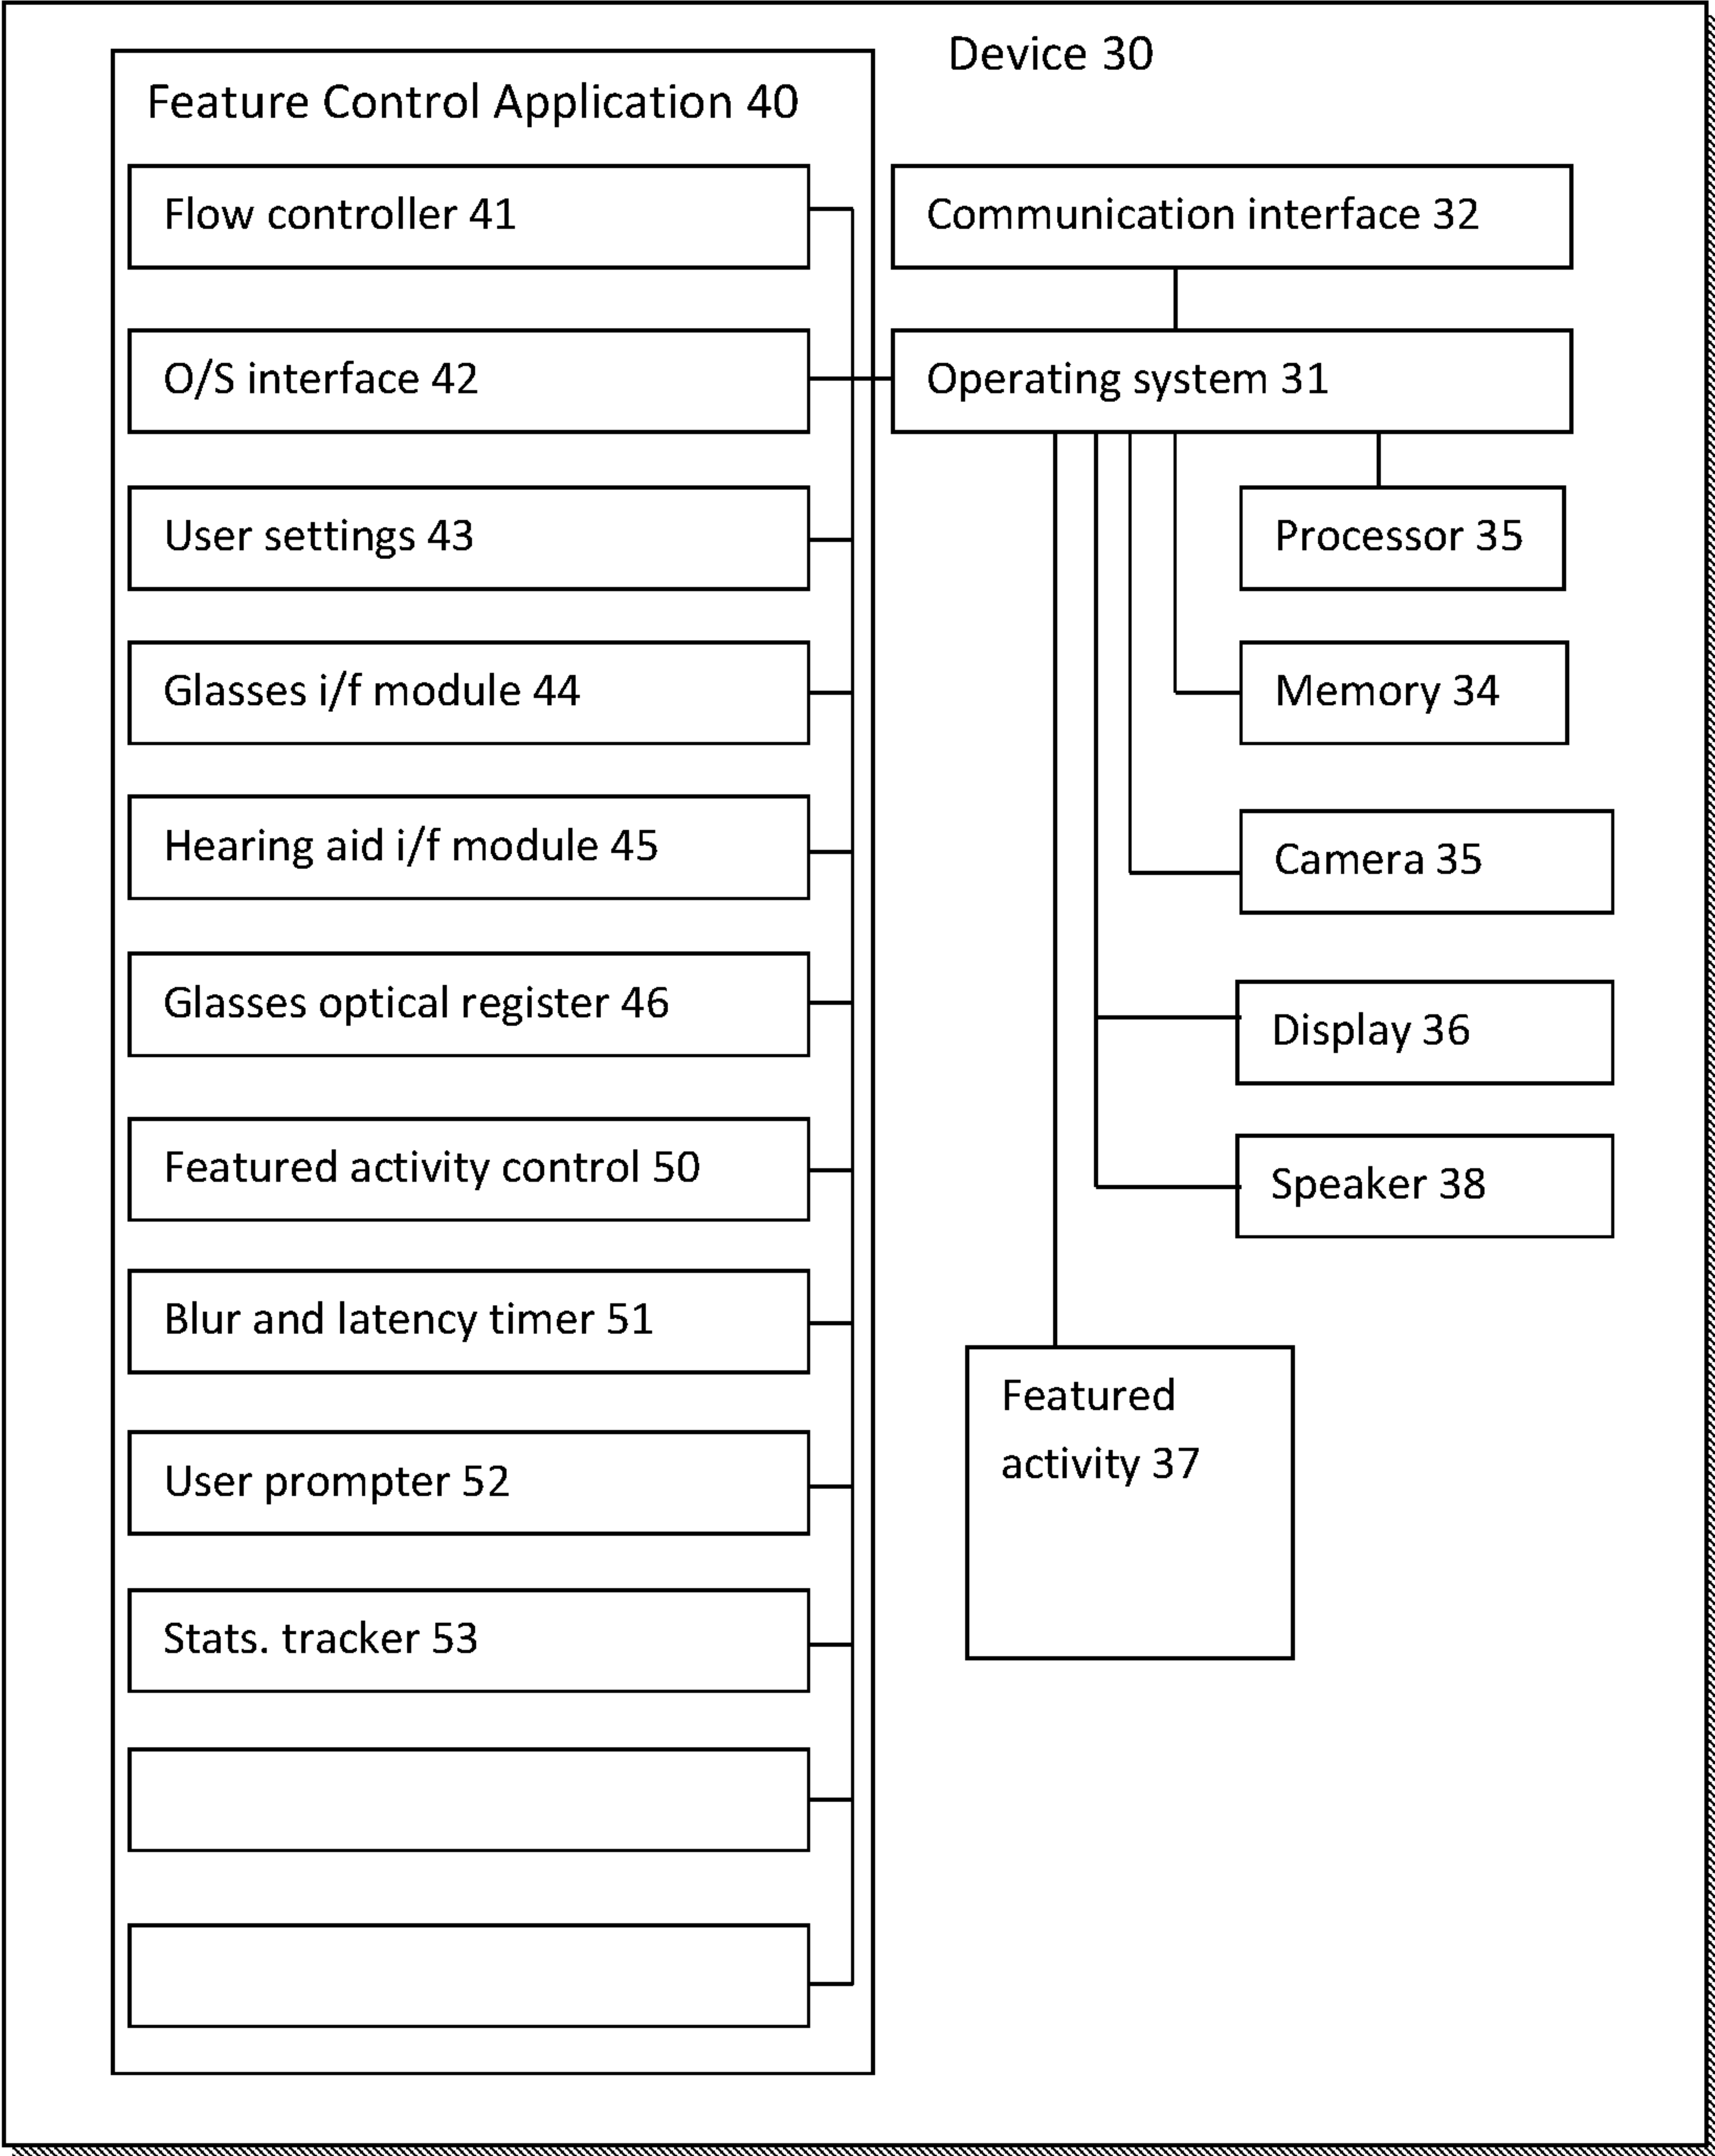 Device 30
Feature Control Application 40
Flow controller 41
O/S interface 42
User settings 43
Glasses i/f module 44
Hearing aid i/f module 45
Glasses optical register 46
Featured activity control 50
Blur and latency timer 51
User prompter 52
Stats. tracker 53
Communication interface 32
Operating system 31
Processor 35
Memory 34
Camera 35
Display 36
Speaker 38
Featured
activity 37